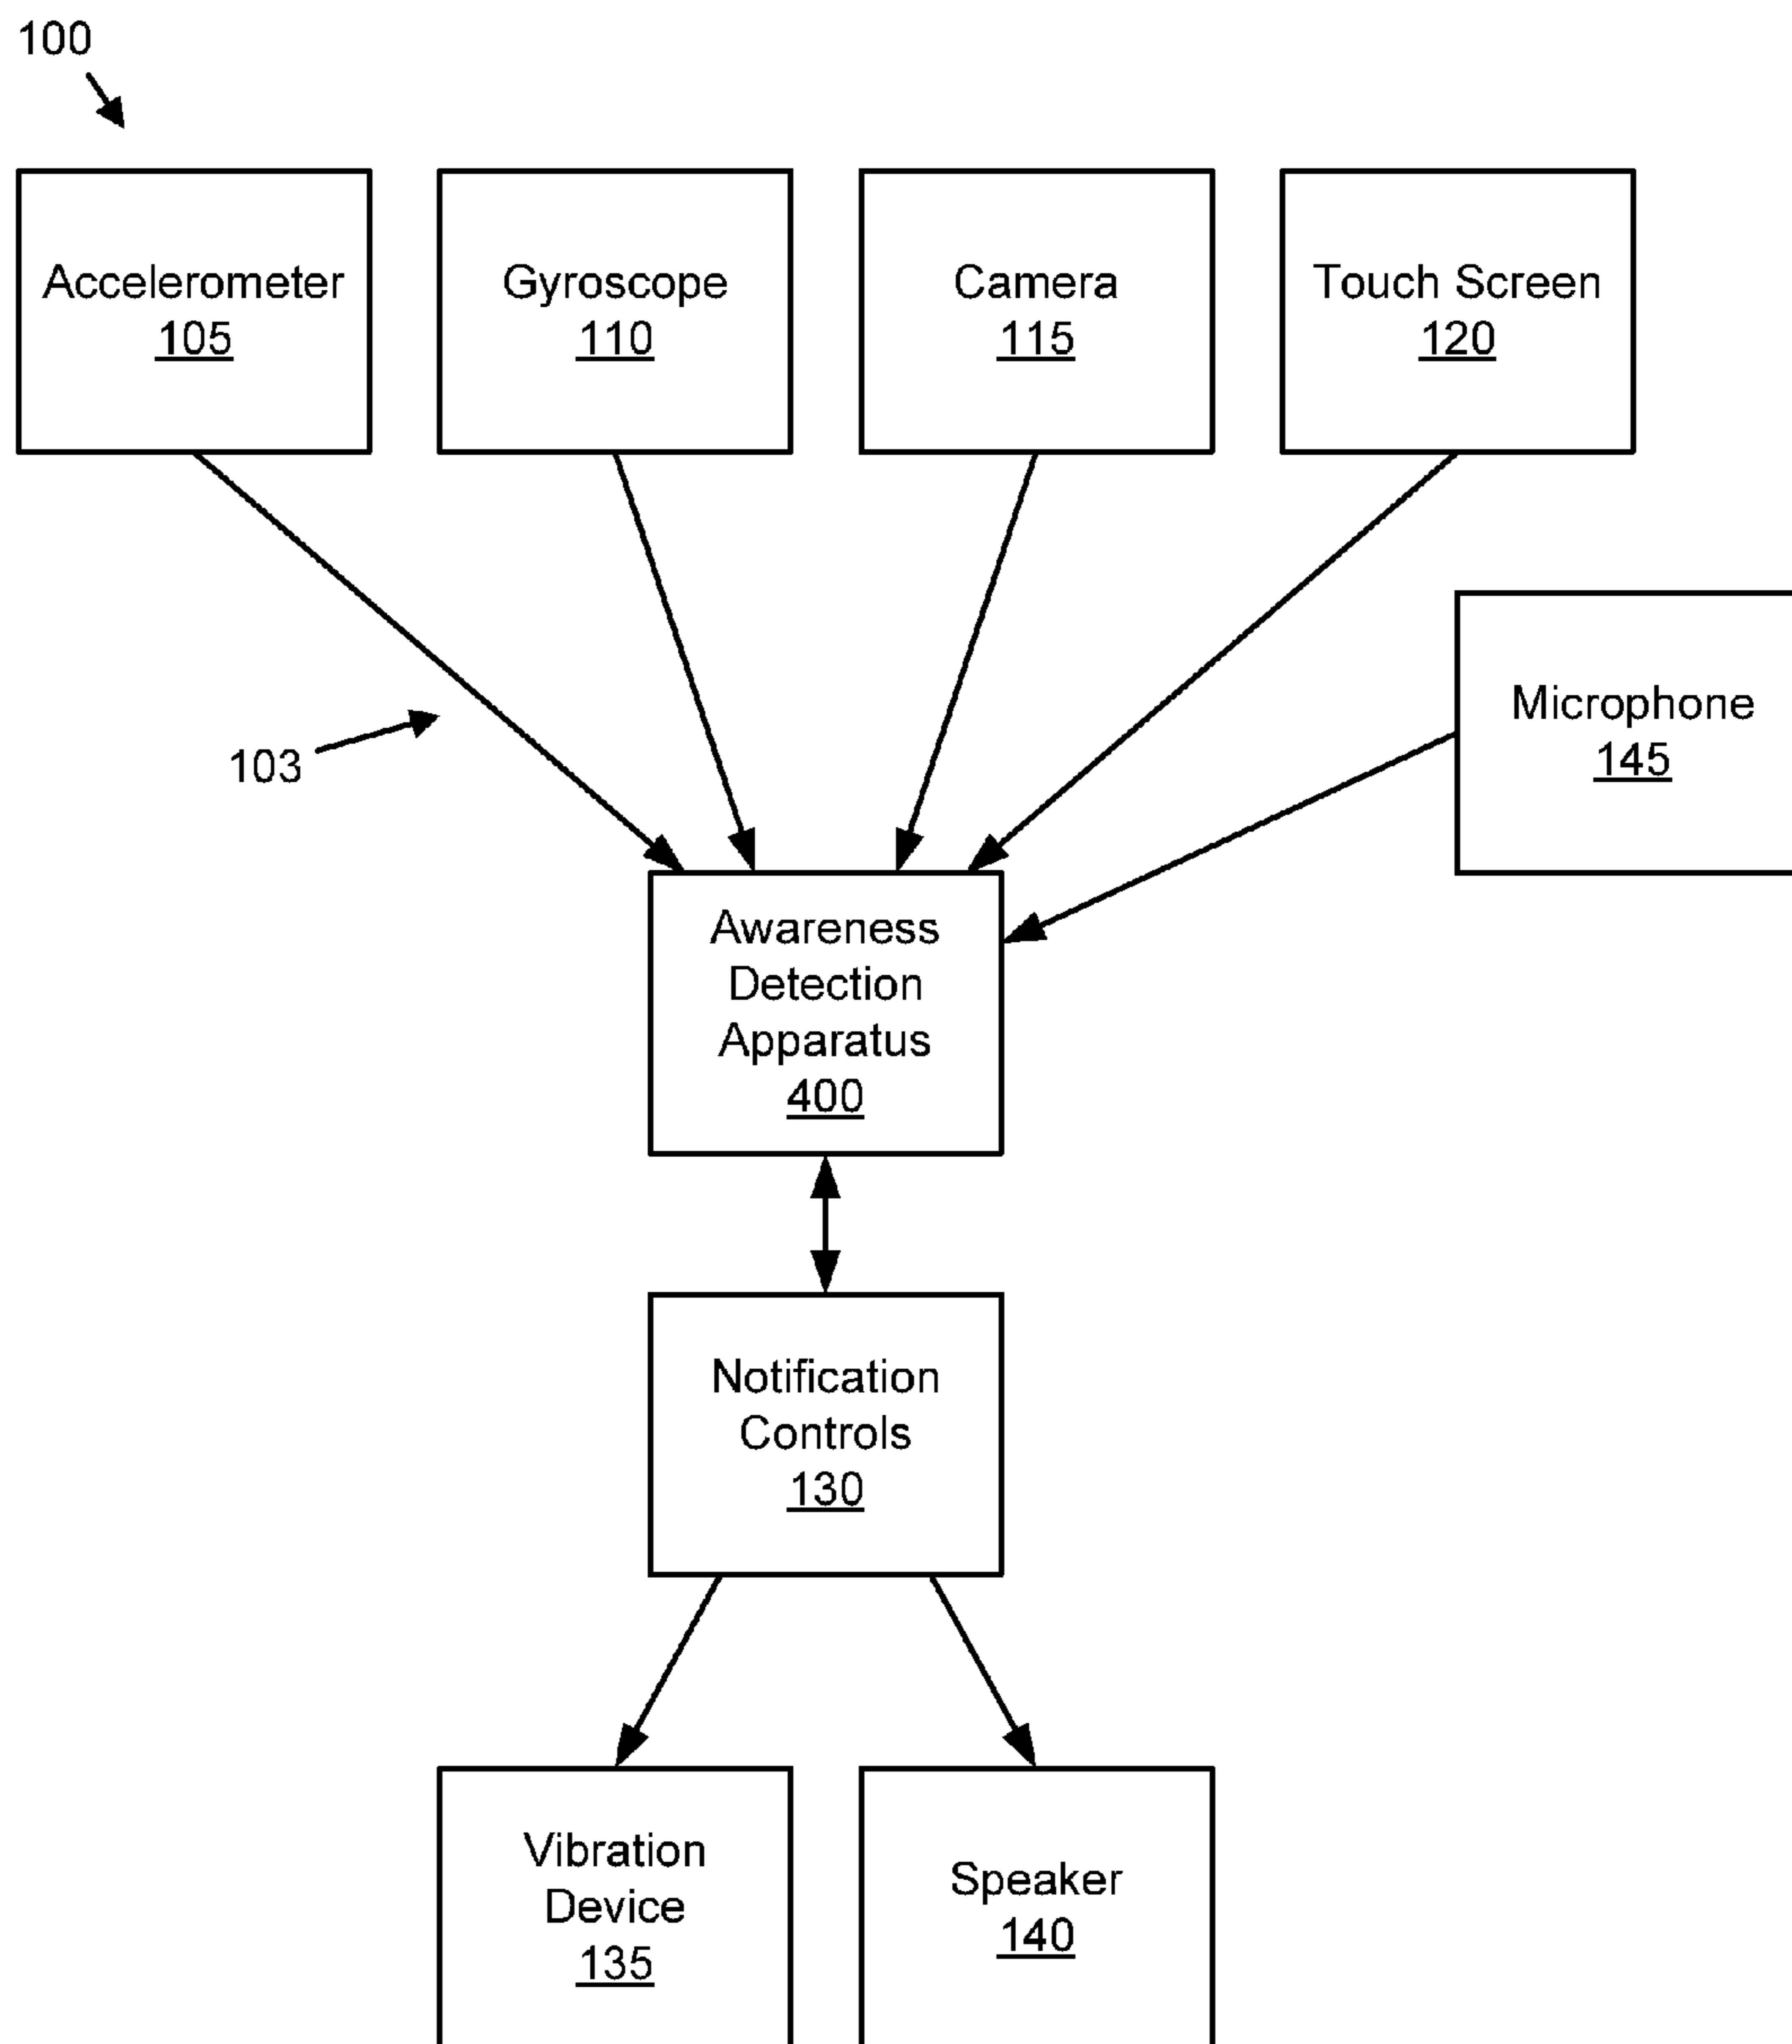 100
Accelerometer
105
Gyroscope
110
Camera
115
Touch Screen
120
Microphone
145
103
Awareness
Detection
Apparatus
400
Notification
Controls
130
Vibration
Device
135
Speaker
140